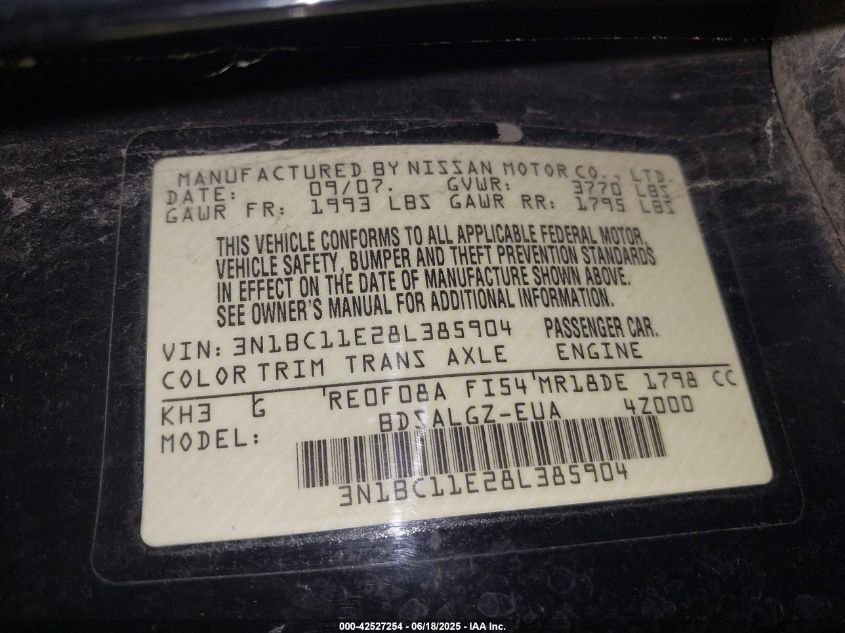 MANUFACTURED BY NISSAN MOTOR CO., LTD.
DATE: 09/07. GVWR: 3770 LBS
GAWR FR: 1993 LBS GAWR RR: 1795 LBS
THIS VEHICLE CONFORMS TO ALL APPLICABLE FEDERAL MOTOR
VEHICLE SAFETY, BUMPER AND THEFT PREVENTION STANDARDS
IN EFFECT ON THE DATE OF MANUFACTURE SHOWN ABOVE.
SEE OWNER'S MANUAL FOR ADDITIONAL INFORMATION.
VIN: 3N1BC11E28L385904 PASSENGER CAR.
COLOR TRIM TRANS AXLE ENGINE
KH3 G RE0F08A FI54 MR18DE 1798 CC
MODEL: BDSALGZ-EUA 4Z000
3N1BC11E28L385904
000-42527254 - 06/18/2025 - IAA Inc.